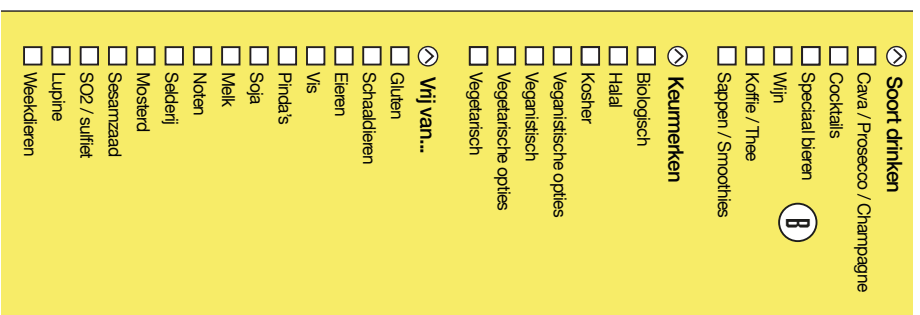 Soort drinken
Cava / Prosecco / Champagne
Cocktails
Speciaal bieren
Wijn
B
Koffie / Thee
Sappen / Smoothies
Keurmerken
Biologisch
Halal
Kosher
Veganistische opties
Veganistisch
Vegetarische opties
Vegetarisch
Vrij van...
Gluten
Schaaldieren
Eieren
Vis
Pinda's
Soja
Melk
Noten
Selderij
Mosterd
Sesamzaad
SO2 / sulfiet
Lupine
Weekdieren